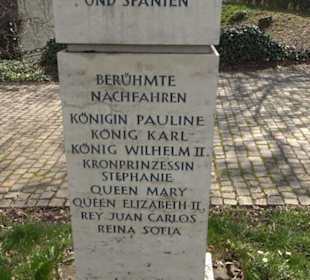 UND SPANIEN
BERÜHMTE
NACHFAHREN
KÖNIGIN PAULINE
KÖNIG KARL
KÖNIG WILHELM II.
KRONPRINZESSIN
STEPHANIE
QUEEN MARY
QUEEN ELIZABETH II.
REY JUAN CARLOS
REINA SOFIA